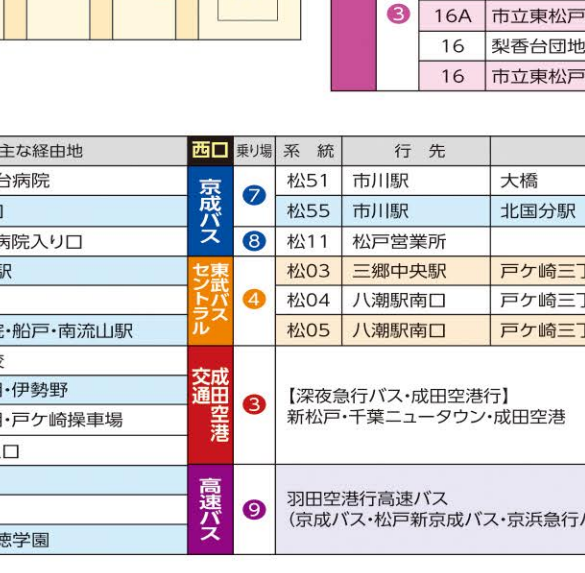 3
16A 市立東松戸
16 梨香台団地
16 市立東松戸
主な経由地 西口 乗り場 系 統 行 先
台病院 京成バス 7 松51 市川駅 大橋
松55 市川駅 北国分駅
病院入り口 8 松11 松戸営業所
駅 東武バスセントラル 4 松03 三郷中央駅 戸ケ崎三丁
松04 八潮駅南口 戸ケ崎三丁
・船戸・南流山駅 松05 八潮駅南口 戸ケ崎三丁
・伊勢野 成田空港交通 3 【深夜急行バス・成田空港行】
・戸ケ崎操車場 新松戸・千葉ニュータウン・成田空港
口
高速バス 9 羽田空港行高速バス
（京成バス・松戸新京成バス・京浜急行バ
徳学園